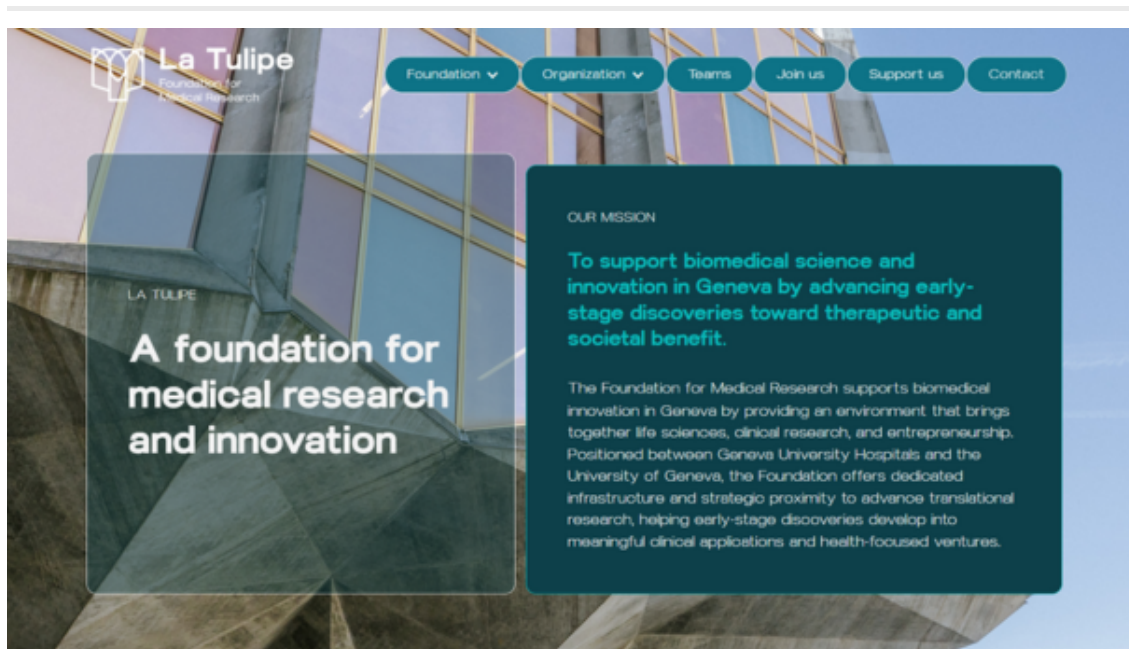 La Tulipe
Foundation for
Medical Research
Foundation
Organization
Teams
Join us
Support us
Contact
LA TULIPE
A foundation for
medical research
and innovation
OUR MISSION
To support biomedical science and
innovation in Geneva by advancing early-
stage discoveries toward therapeutic and
societal benefit.
The Foundation for Medical Research supports biomedical
innovation in Geneva by providing an environment that brings
together life sciences, clinical research, and entrepreneurship.
Positioned between Geneva University Hospitals and the
University of Geneva, the Foundation offers dedicated
infrastructure and strategic proximity to advance translational
research, helping early-stage discoveries develop into
meaningful clinical applications and health-focused ventures.